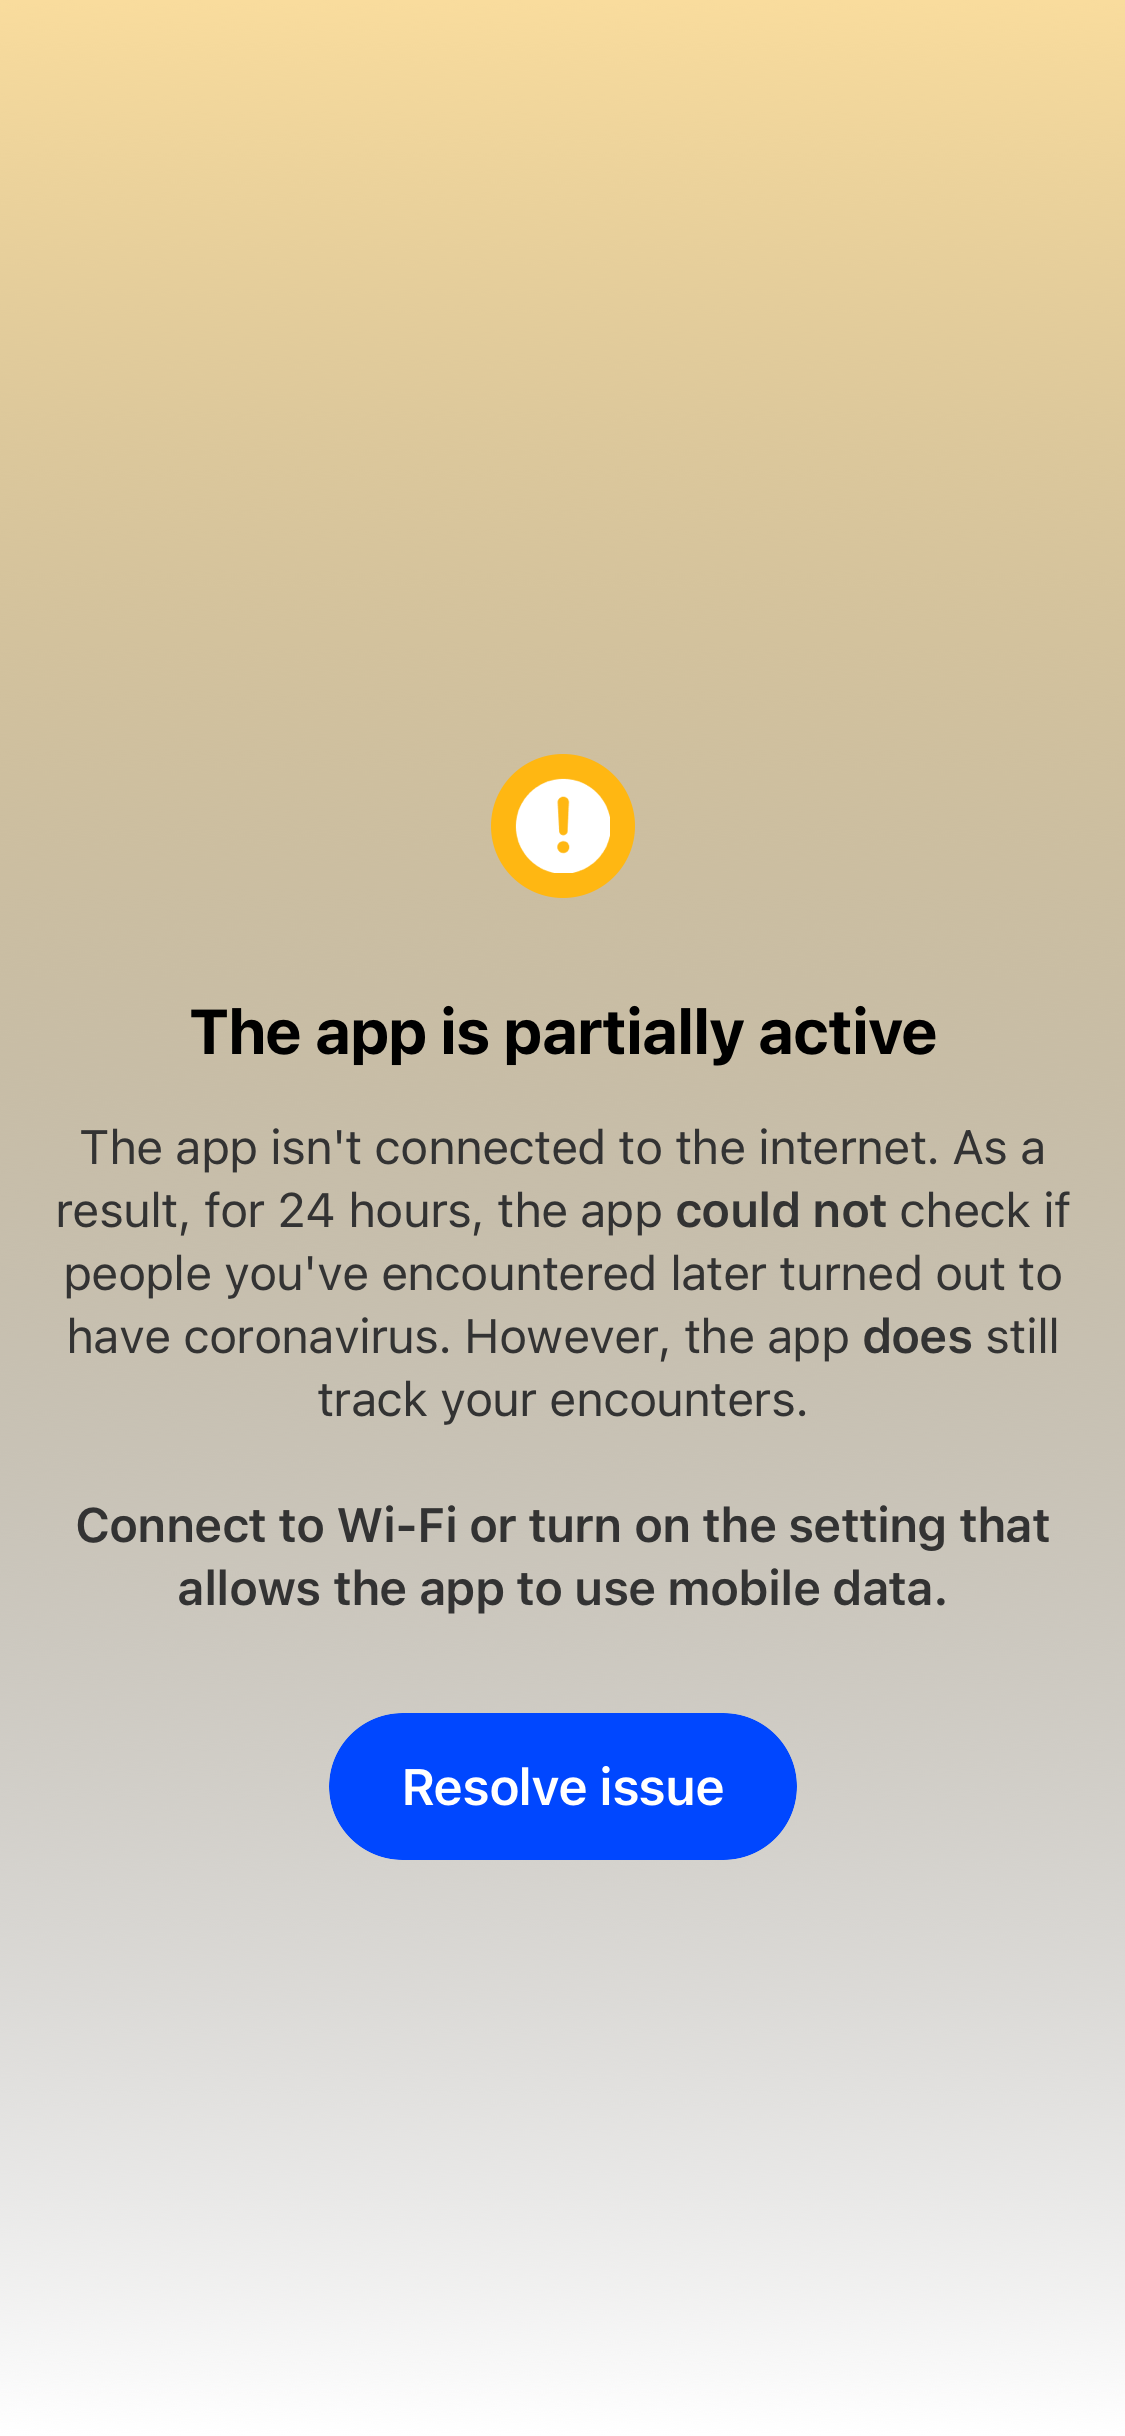 The app is partially active
The app isn't connected to the internet. As a
result, for 24 hours, the app could not check if
people you've encountered later turned out to
have coronavirus. However, the app does still
track your encounters.
Connect to Wi-Fi or turn on the setting that
allows the app to use mobile data.
Resolve issue